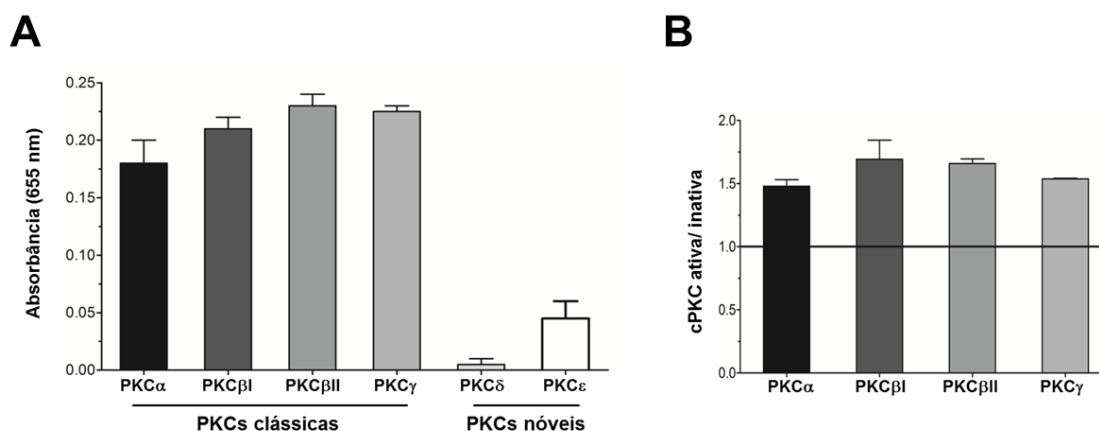 A
B
Absorbância (655 nm)
0.25
0.20
0.15
0.10
0.05
0.00
PKCα PKCβI PKCβII PKCγ PKCδ PKCε
PKCs clássicas PKCs nóveis
cPKC ativa/ inativa
2.0
1.5
1.0
0.5
0.0
PKCα PKCβI PKCβII PKCγ